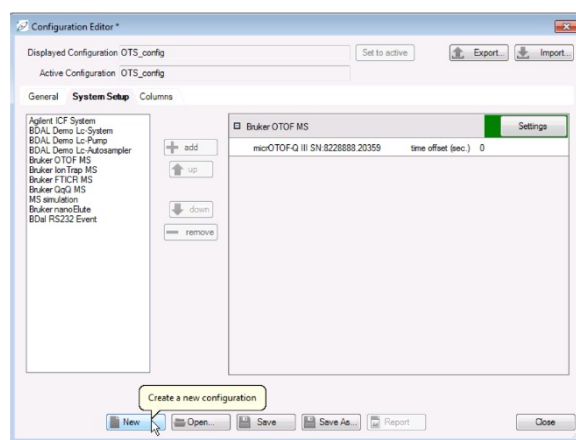 Configuration Editor *
Displayed Configuration OTS_config Set to active Export... Import...
Active Configuration OTS_config
General System Setup Columns
Agilent ICF System
BDAL Demo Lc-System
BDAL Demo Lc-Pump
BDAL Demo Lc-Autosampler
Bruker OTOF MS
Bruker Ion Trap MS
Bruker FTICR MS
Bruker QqQ MS
MS simulation
Bruker nanoElute
BDal RS232 Event
add
up
down
remove
Bruker OTOF MS Settings
micrOTOF-Q III SN:8228888.20359 time offset (sec.) 0
Create a new configuration
New Open... Save Save As... Report Close